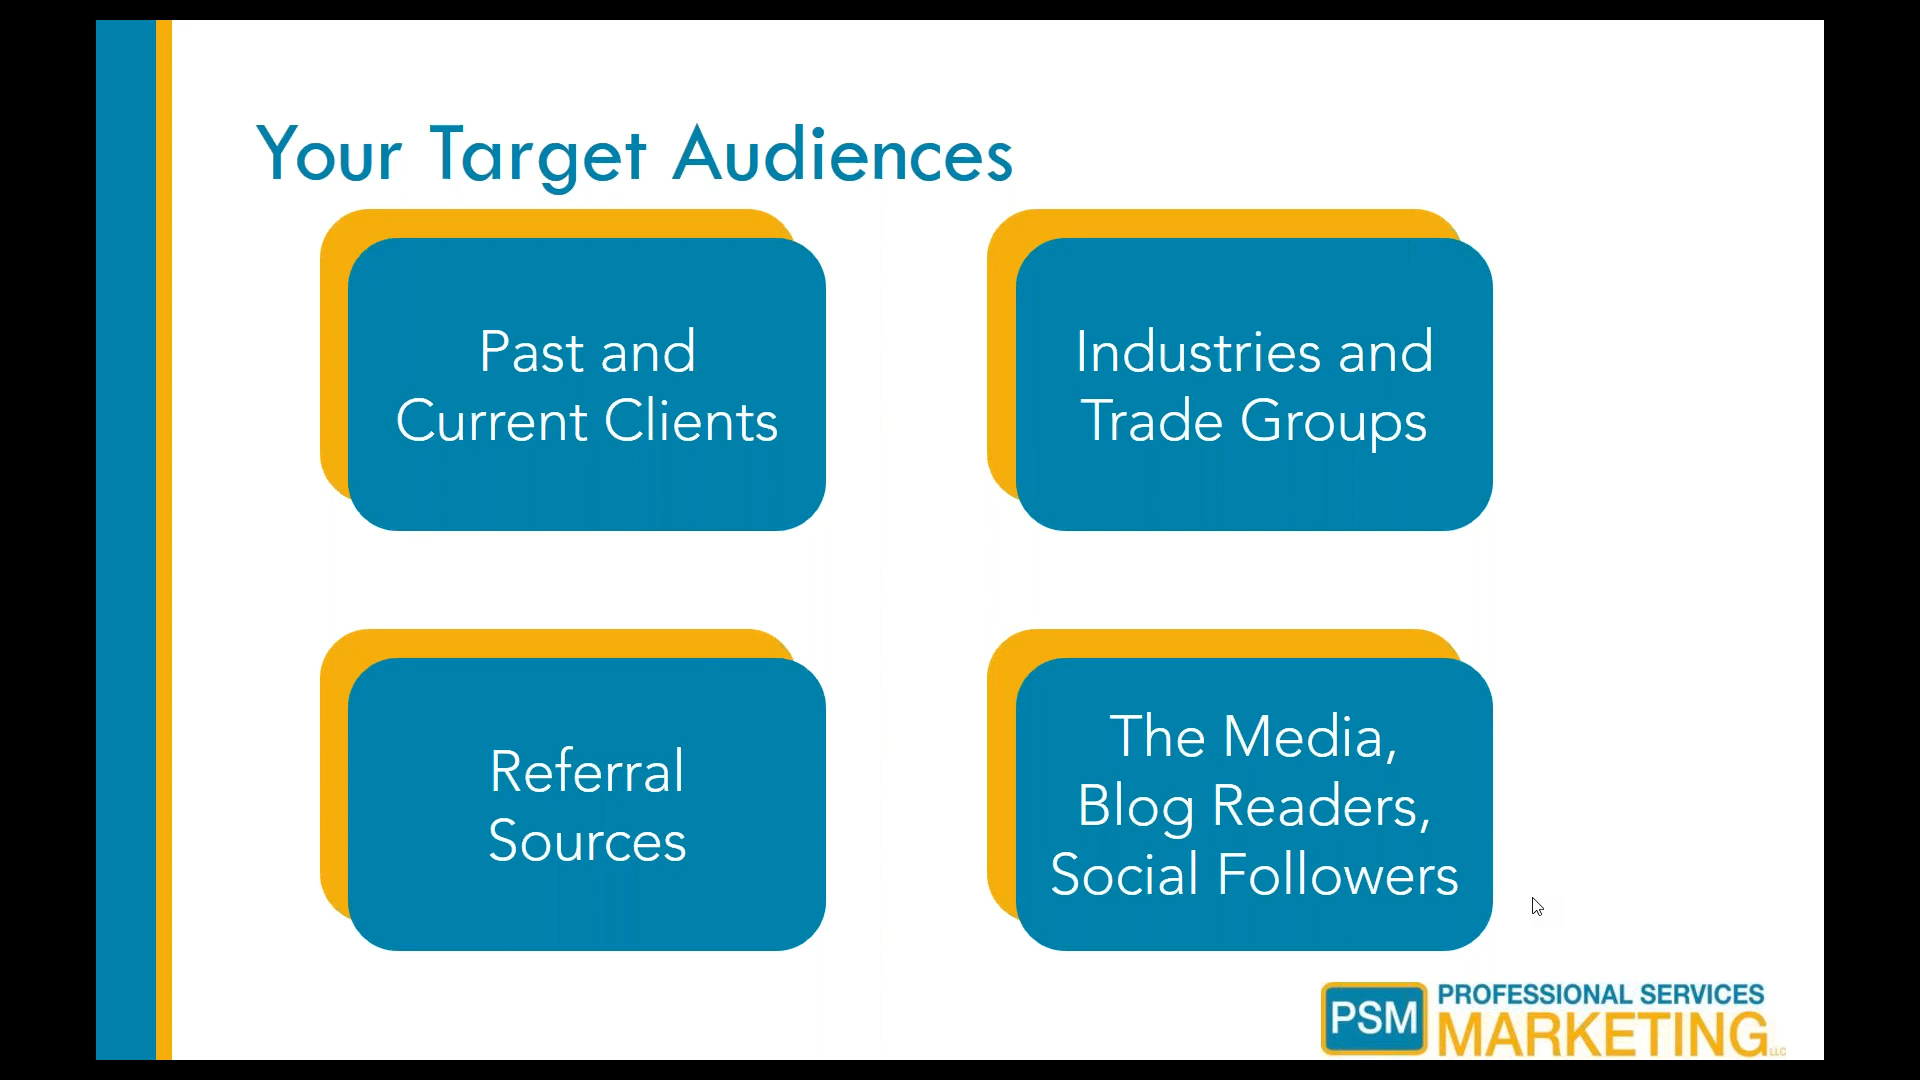 Your Target Audiences
Past and
Current Clients
Industries and
Trade Groups
Referral
Sources
The Media,
Blog Readers,
Social Followers
PSM
PROFESSIONAL SERVICES
MARKETING LLC